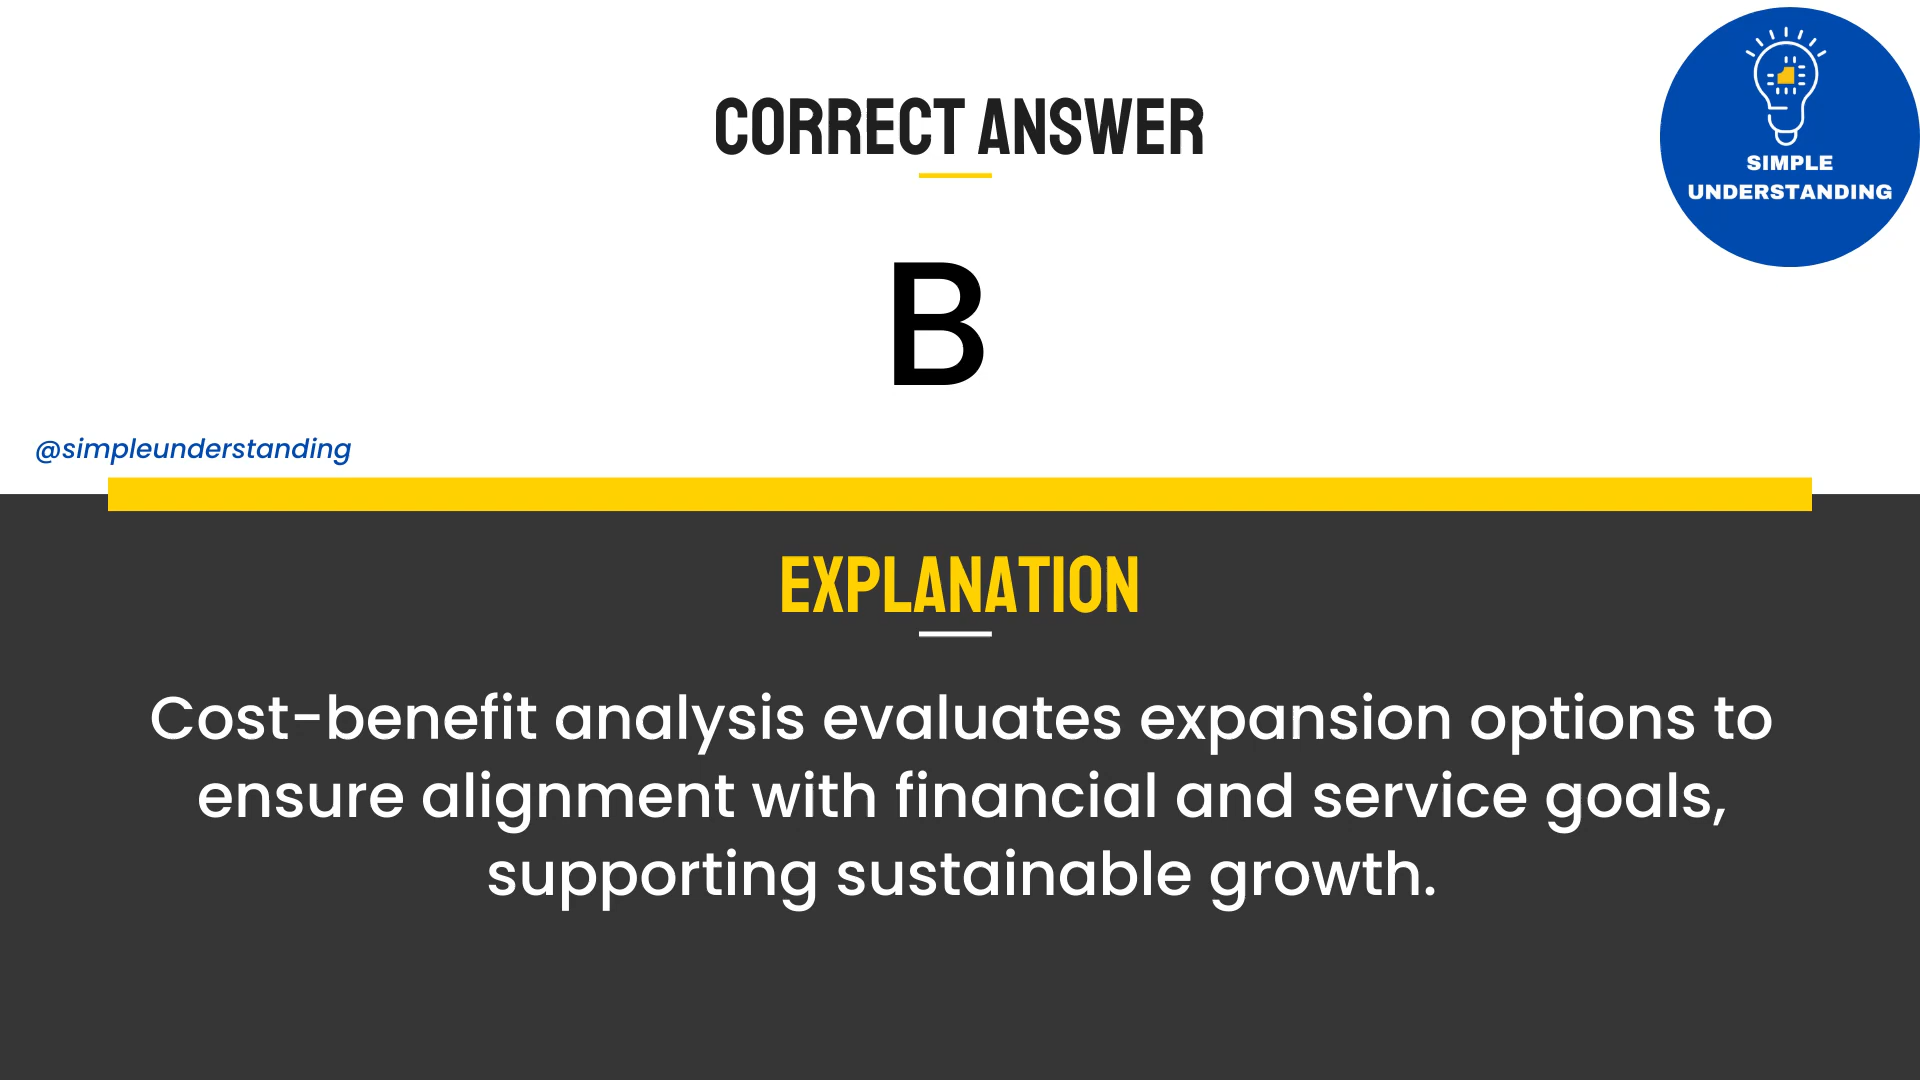 CORRECT ANSWER
SIMPLE
UNDERSTANDING
B
@simpleunderstanding
EXPLANATION
Cost-benefit analysis evaluates expansion options to
ensure alignment with financial and service goals,
supporting sustainable growth.